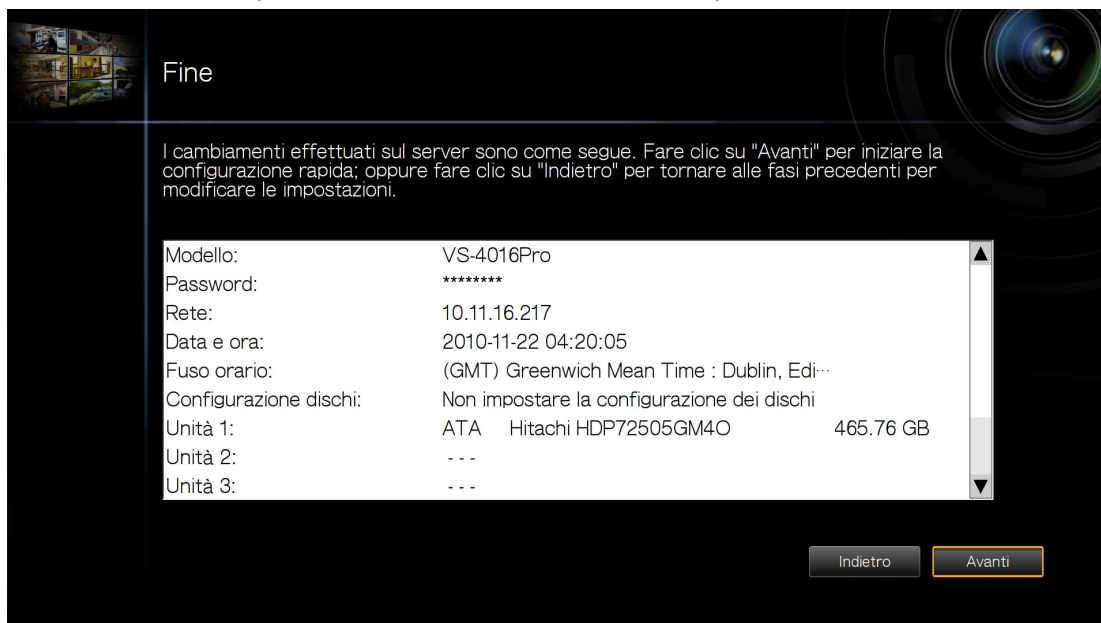 Fine
I cambiamenti effettuati sul server sono come segue. Fare clic su "Avanti" per iniziare la
configurazione rapida; oppure fare clic su "Indietro" per tornare alle fasi precedenti per
modificare le impostazioni.
Modello: VS-4016Pro
Password: ********
Rete: 10.11.16.217
Data e ora: 2010-11-22 04:20:05
Fuso orario: (GMT) Greenwich Mean Time : Dublin, Edi...
Configurazione dischi: Non impostare la configurazione dei dischi
Unità 1: ATA Hitachi HDP72505GM4O 465.76 GB
Unità 2: - - -
Unità 3: - - -
Indietro Avanti